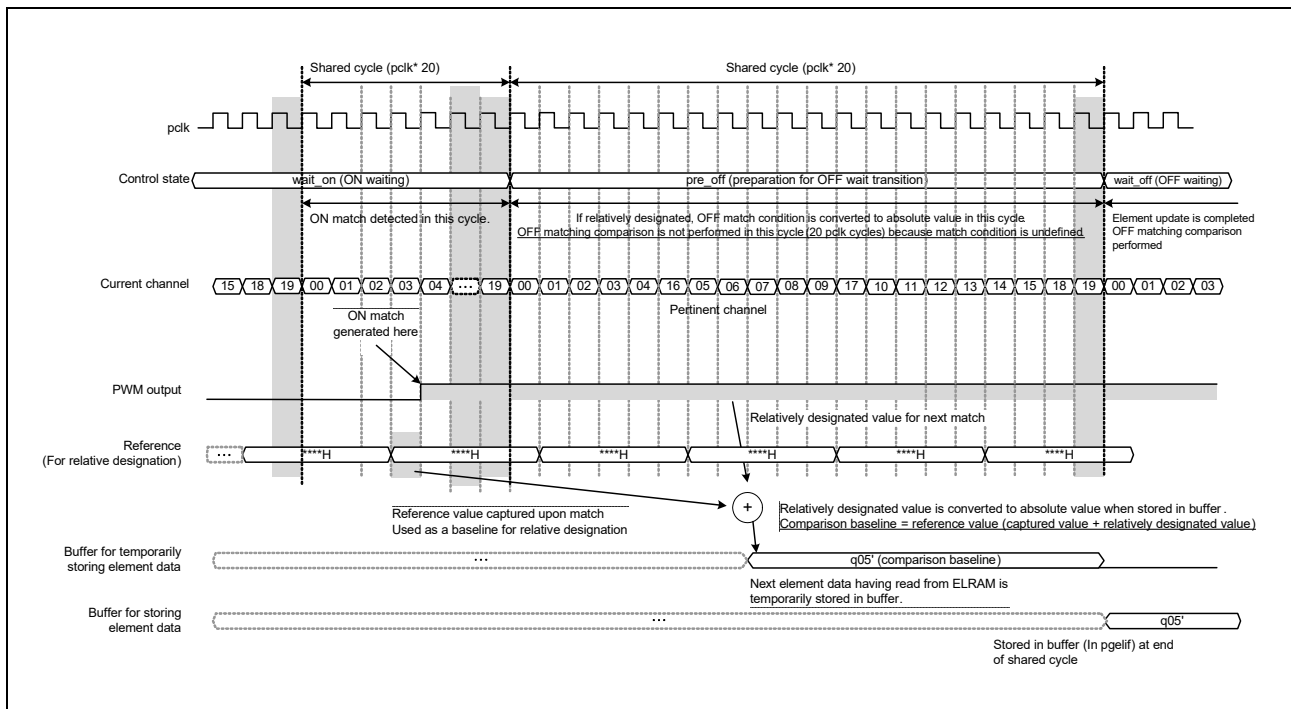 Shared cycle (pclk* 20)
Shared cycle (pclk* 20)
pclk
Control state
wait_on (ON waiting)
pre_off (preparation for OFF wait transition)
wait_off (OFF waiting)
ON match detected in this cycle.
If relatively designated, OFF match condition is converted to absolute value in this cycle.
OFF matching comparison is not performed in this cycle (20 pclk cycles) because match condition is undefined.
Element update is completed
OFF matching comparison
performed
Current channel
15 18 19 00 01 02 03 04 ... 19 00 01 02 03 04 16 05 06 07 08 09 17 10 11 12 13 14 15 18 19 00 01 02 03
Pertinent channel
ON match
generated here
PWM output
Relatively designated value for next match
Reference
(For relative designation)
... ****H ****H ****H ****H ****H ****H
Reference value captured upon match
Used as a baseline for relative designation
+
Relatively designated value is converted to absolute value when stored in buffer .
Comparison baseline = reference value (captured value + relatively designated value)
Buffer for temporarily
storing element data
...
q05' (comparison baseline)
Next element data having read from ELRAM is
temporarily stored in buffer.
Buffer for storing
element data
...
q05'
Stored in buffer (In pgelif) at end
of shared cycle